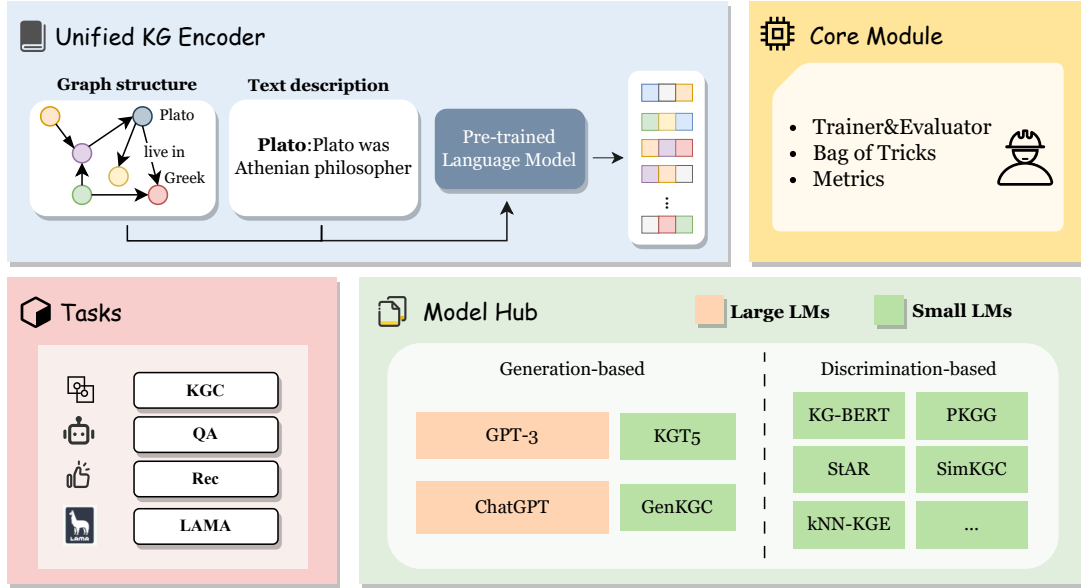 Unified KG Encoder
Graph structure
Plato
live in
Greek
Text description
Plato:Plato was
Athenian philosopher
Pre-trained
Language Model
Core Module
• Trainer&Evaluator
• Bag of Tricks
• Metrics
Tasks
KGC
QA
Rec
LAMA
LAMA
Model Hub
Large LMs
Small LMs
Generation-based
GPT-3
KGT5
ChatGPT
GenKGC
Discrimination-based
KG-BERT
PKGG
StAR
SimKGC
kNN-KGE
...